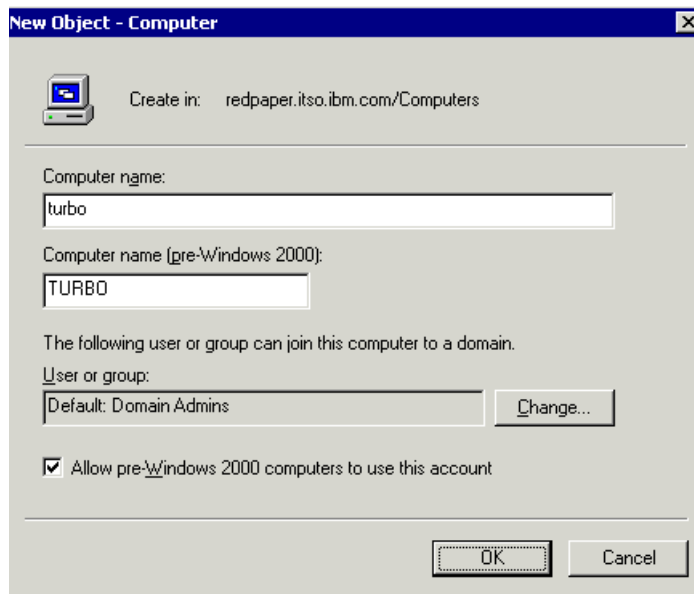 New Object - Computer
Create in: redpaper.itso.ibm.com/Computers
Computer name:
turbo
Computer name (pre-Windows 2000):
TURBO
The following user or group can join this computer to a domain.
User or group:
Default: Domain Admins
Change...
Allow pre-Windows 2000 computers to use this account
OK Cancel